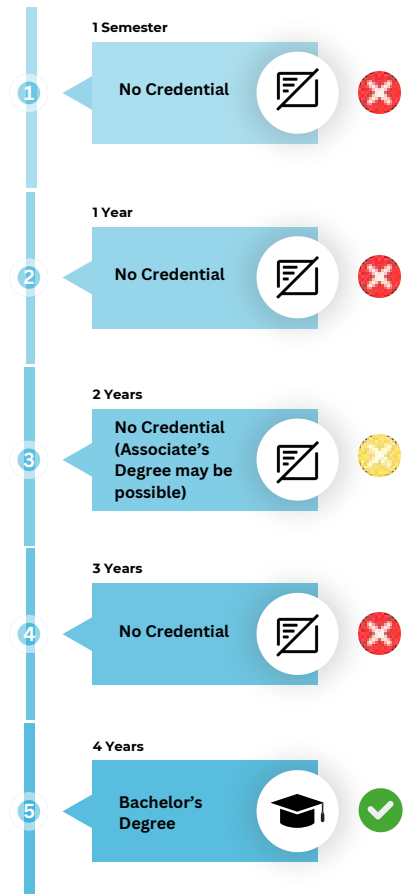 1 Semester
1
No Credential
1 Year
2
No Credential
2 Years
3
No Credential
(Associate's
Degree may be
possible)
3 Years
4
No Credential
4 Years
5
Bachelor's
Degree